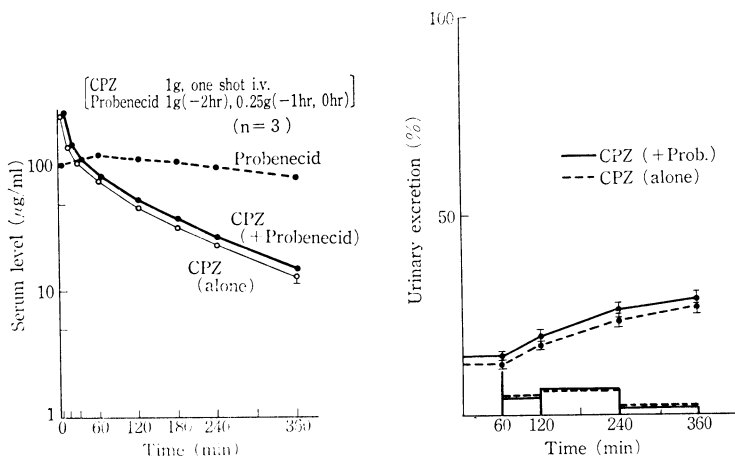 CPZ 1g, one shot i.v.
Probenecid 1g(−2hr), 0.25g(−1hr, 0hr)
(n=3)
Serum level (μg/ml)
100
10
1
Probenecid
CPZ
(+Probenecid)
CPZ
(alone)
0 60 120 180 240 360
Time (min)
Urinary excretion (%)
100
50
CPZ (+Prob.)
CPZ (alone)
60 120 240 360
Time (min)